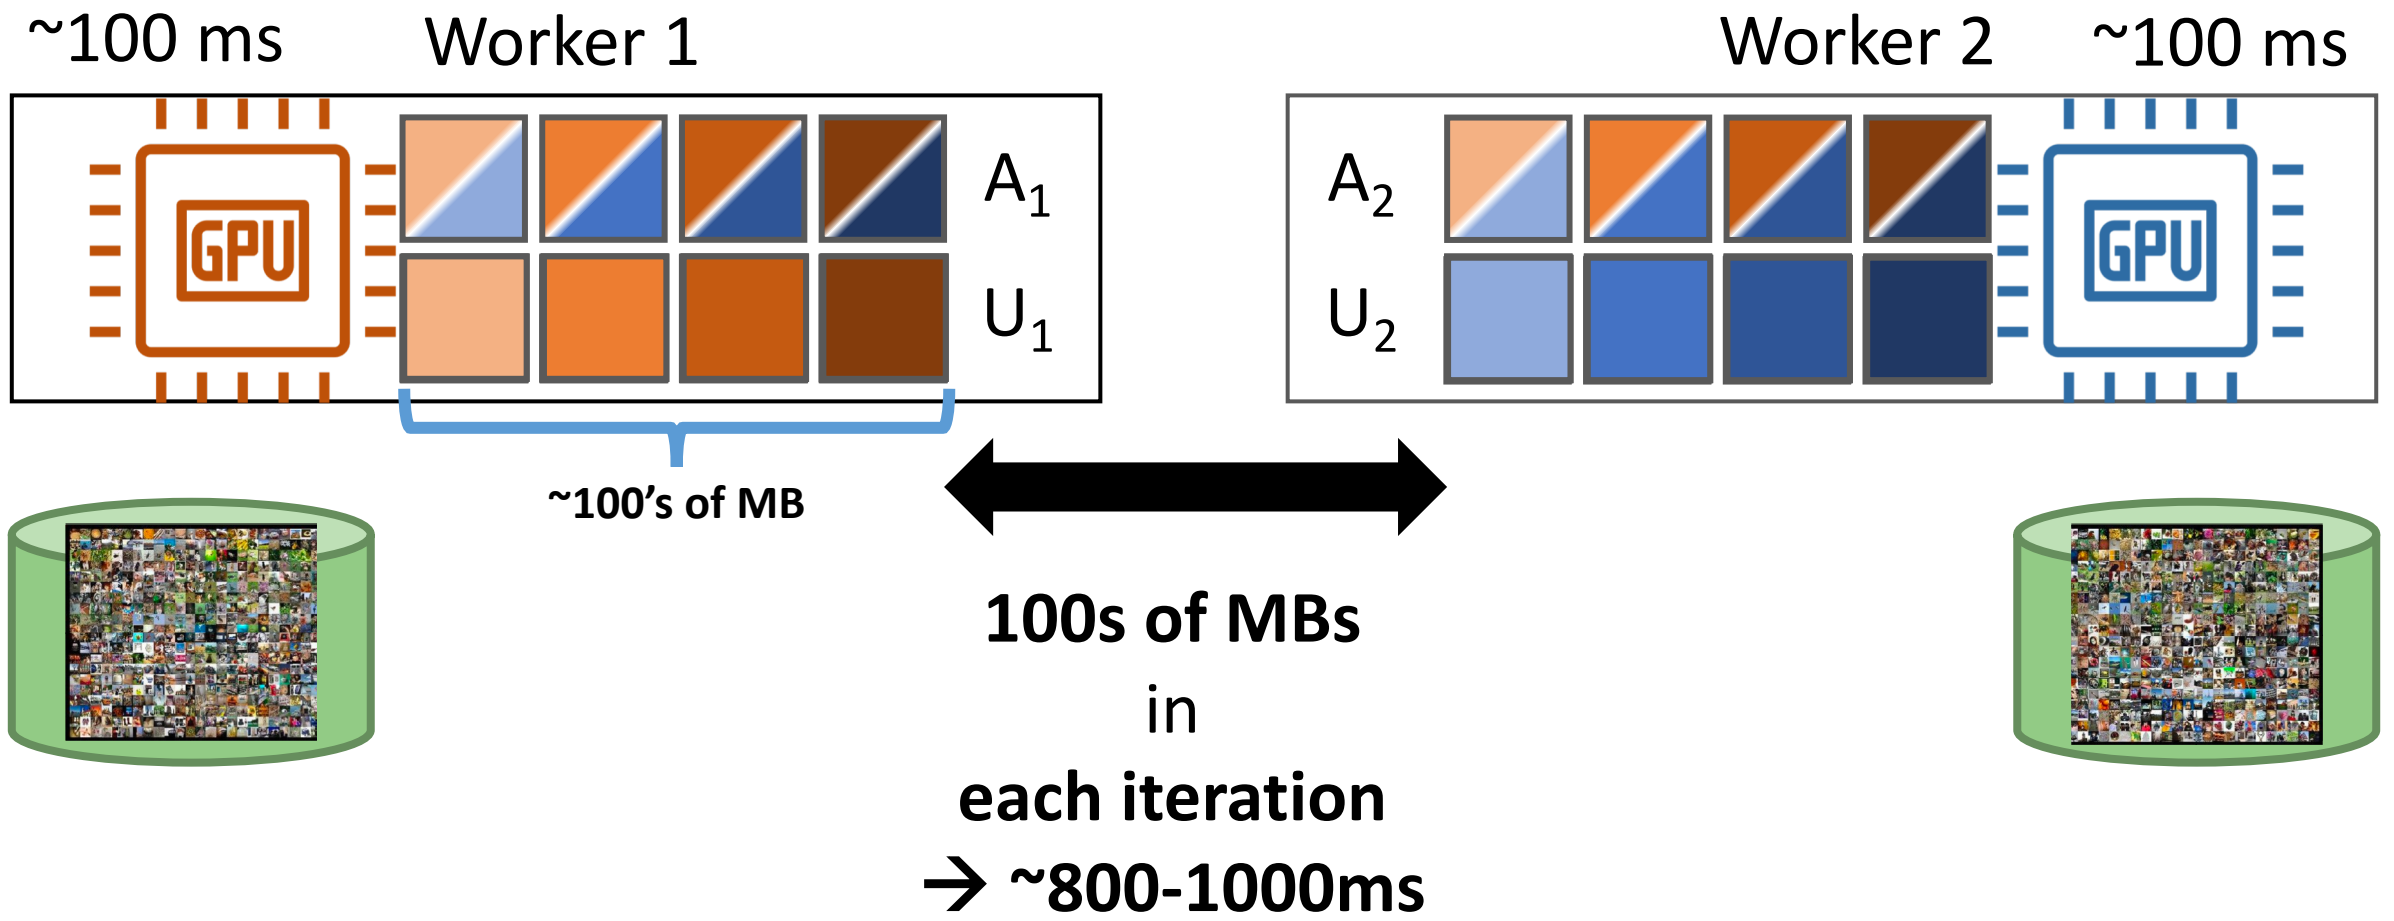 ~100 ms
Worker 1
Worker 2
~100 ms
GPU
A1
U1
A2
U2
GPU
~100's of MB
100s of MBs
in
each iteration
→ ~800-1000ms